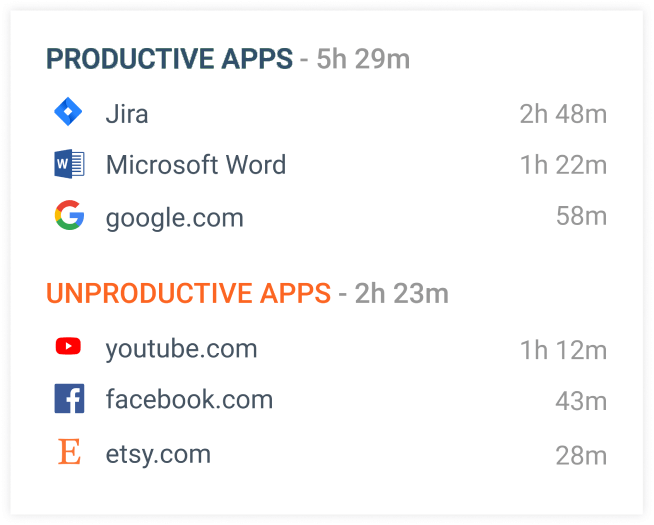 PRODUCTIVE APPS - 5h 29m
Jira 2h 48m
W Microsoft Word 1h 22m
G google.com 58m
UNPRODUCTIVE APPS - 2h 23m
youtube.com 1h 12m
f facebook.com 43m
E etsy.com 28m